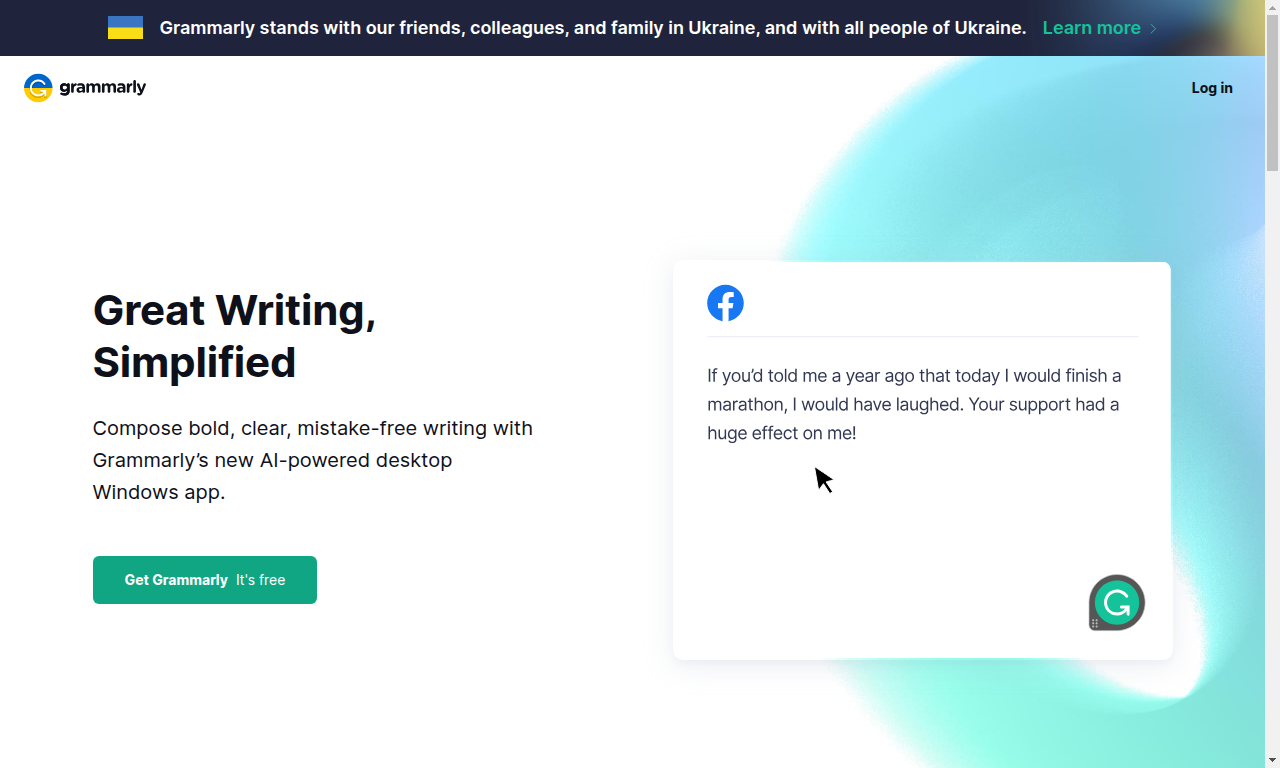 Grammarly stands with our friends, colleagues, and family in Ukraine, and with all people of Ukraine. Learn more
grammarly
Log in
Great Writing,
Simplified
Compose bold, clear, mistake-free writing with
Grammarly’s new AI-powered desktop
Windows app.
Get Grammarly It's free
If you’d told me a year ago that today I would finish a
marathon, I would have laughed. Your support had a
huge effect on me!